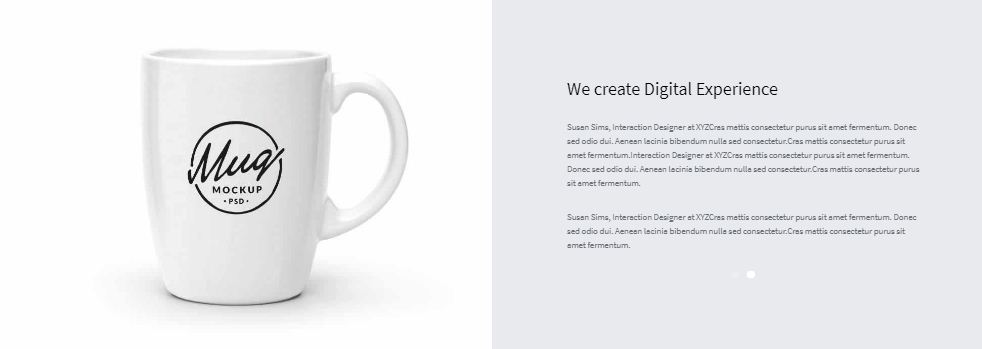 Mug
MOCKUP
• PSD •
We create Digital Experience
Susan Sims, Interaction Designer at XYZCras mattis consectetur purus sit amet fermentum. Donec
sed odio dui. Aenean lacinia bibendum nulla sed consectetur.Cras mattis consectetur purus sit
amet fermentum.Interaction Designer at XYZCras mattis consectetur purus sit amet fermentum.
Donec sed odio dui. Aenean lacinia bibendum nulla sed consectetur.Cras mattis consectetur purus
sit amet fermentum.
Susan Sims, Interaction Designer at XYZCras mattis consectetur purus sit amet fermentum. Donec
sed odio dui. Aenean lacinia bibendum nulla sed consectetur.Cras mattis consectetur purus sit
amet fermentum.